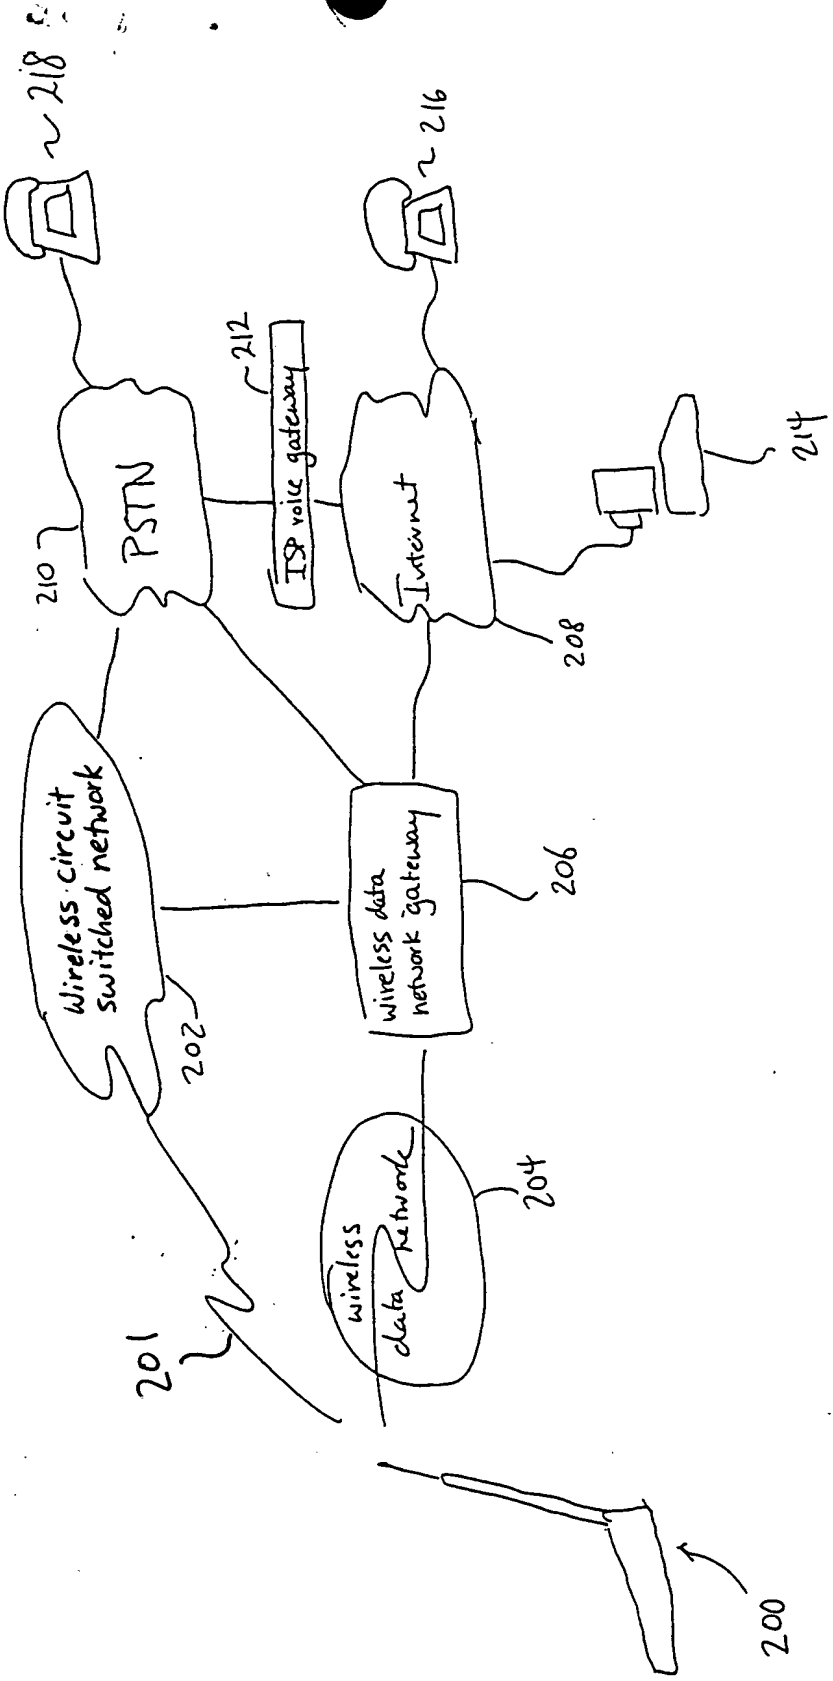 201
Wireless circuit
switched network
202
210
PSTN
218
ISP voice gateway
212
wireless
data network
204
wireless data
network gateway
206
Internet
208
216
214
200